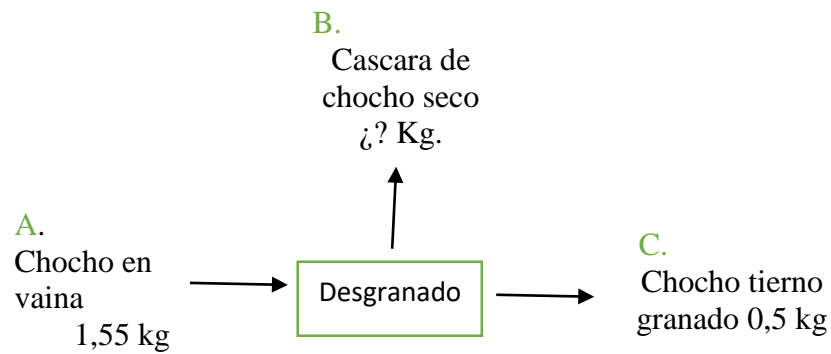 B.
Cascara de
chocho seco
¿? Kg.
A.
Chocho en
vaina
1,55 kg
Desgranado
C.
Chocho tierno
granado 0,5 kg